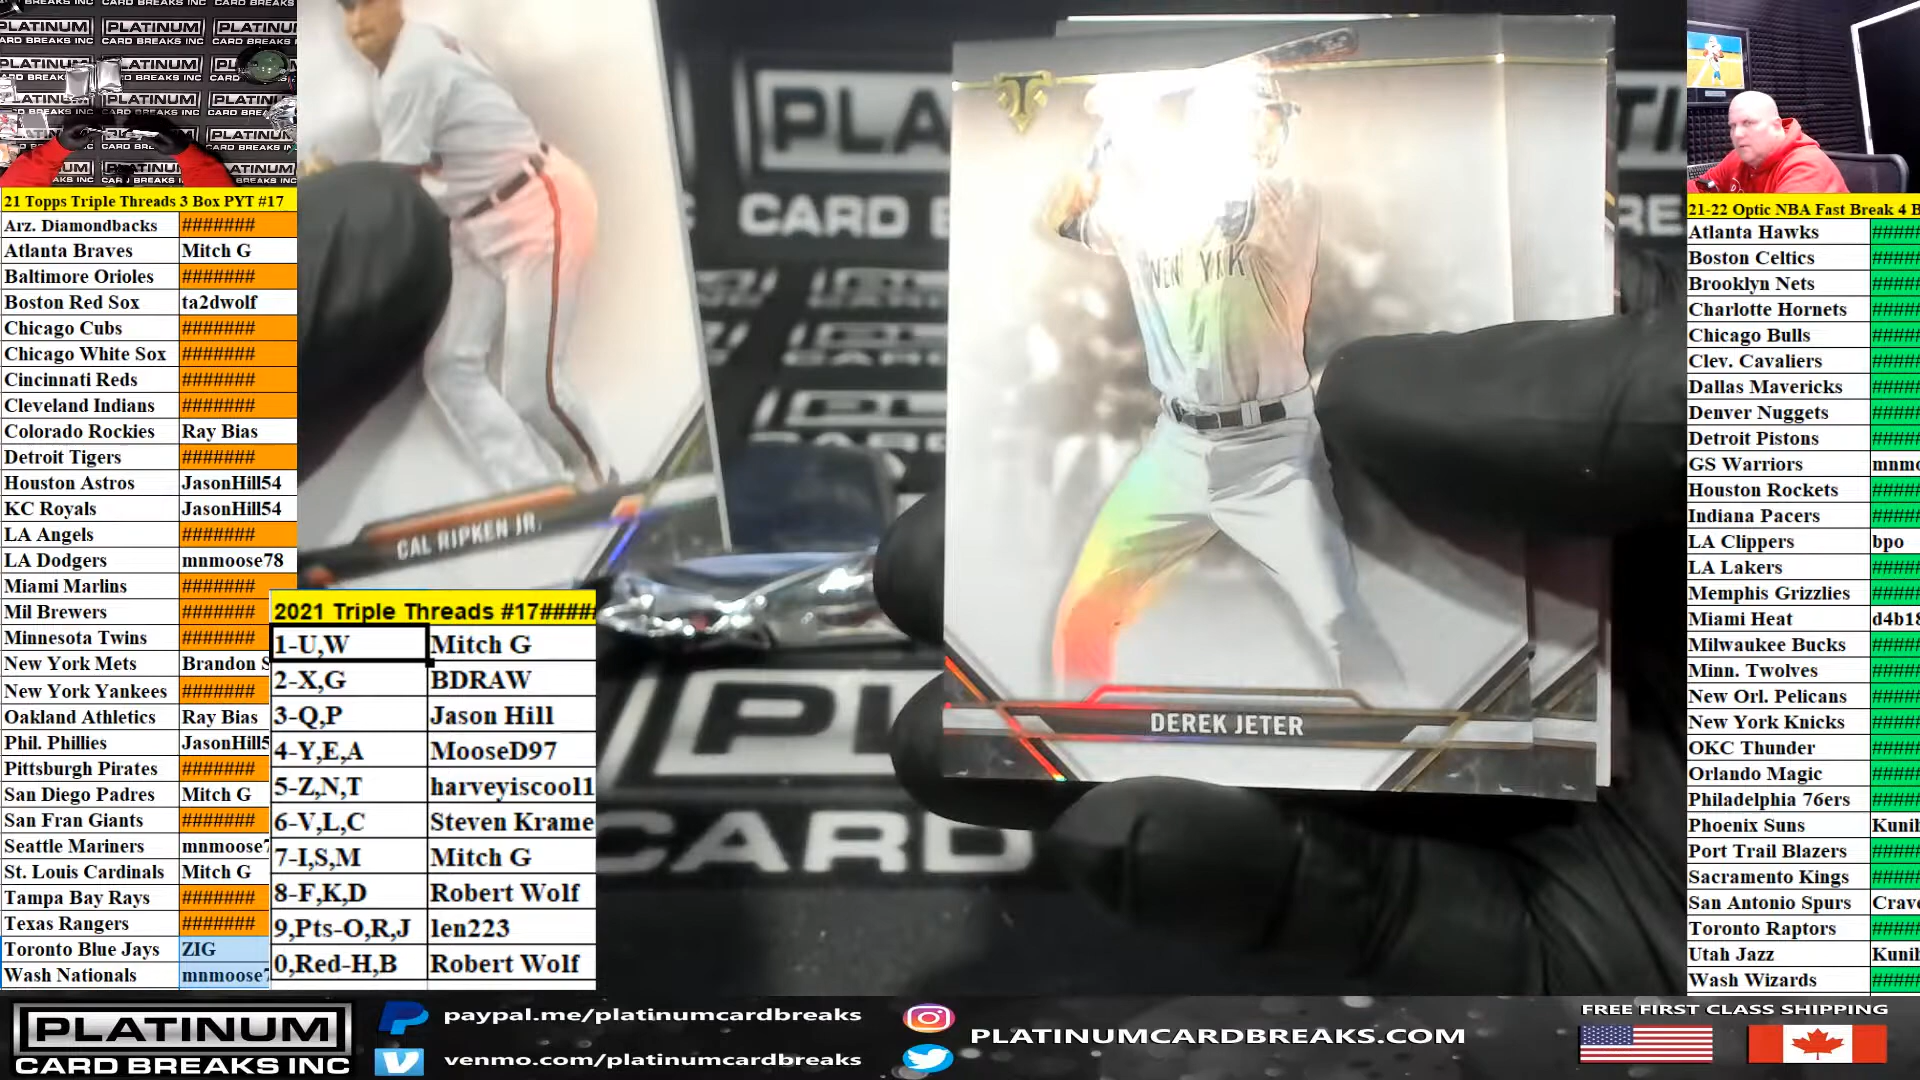 21 Topps Triple Threads 3 Box PYT #17
Arz. Diamondbacks #######
Atlanta Braves Mitch G
Baltimore Orioles #######
Boston Red Sox ta2dwolf
Chicago Cubs #######
Chicago White Sox #######
Cincinnati Reds #######
Cleveland Indians #######
Colorado Rockies Ray Bias
Detroit Tigers #######
Houston Astros JasonHill54
KC Royals JasonHill54
LA Angels #######
LA Dodgers mnmoose78
Miami Marlins #######
Mil Brewers #######
Minnesota Twins #######
New York Mets Brandon S
New York Yankees #######
Oakland Athletics Ray Bias
Phil. Phillies JasonHill5
Pittsburgh Pirates #######
San Diego Padres Mitch G
San Fran Giants #######
Seattle Mariners mnmoose7
St. Louis Cardinals Mitch G
Tampa Bay Rays #######
Texas Rangers #######
Toronto Blue Jays ZIG
Wash Nationals mnmoose7
2021 Triple Threads #17#####
1-U,W Mitch G
2-X,G BDRAW
3-Q,P Jason Hill
4-Y,E,A MooseD97
5-Z,N,T harveyiscool1
6-V,L,C Steven Krame
7-I,S,M Mitch G
8-F,K,D Robert Wolf
9,Pts-O,R,J len223
0,Red-H,B Robert Wolf
CAL RIPKEN JR.
NEW YORK
DEREK JETER
PLATINUM
CARD BREAKS INC
21-22 Optic NBA Fast Break 4 B
Atlanta Hawks #####
Boston Celtics #####
Brooklyn Nets #####
Charlotte Hornets #####
Chicago Bulls #####
Clev. Cavaliers #####
Dallas Mavericks #####
Denver Nuggets #####
Detroit Pistons #####
GS Warriors mnmo
Houston Rockets #####
Indiana Pacers #####
LA Clippers bpo
LA Lakers #####
Memphis Grizzlies #####
Miami Heat d4b18
Milwaukee Bucks #####
Minn. Twolves #####
New Orl. Pelicans #####
New York Knicks #####
OKC Thunder #####
Orlando Magic #####
Philadelphia 76ers #####
Phoenix Suns Kunih
Port Trail Blazers #####
Sacramento Kings #####
San Antonio Spurs Crave
Toronto Raptors #####
Utah Jazz Kunih
Wash Wizards #####
PLATINUM
CARD BREAKS INC
paypal.me/platinumcardbreaks
venmo.com/platinumcardbreaks
PLATINUMCARDBREAKS.COM
FREE FIRST CLASS SHIPPING